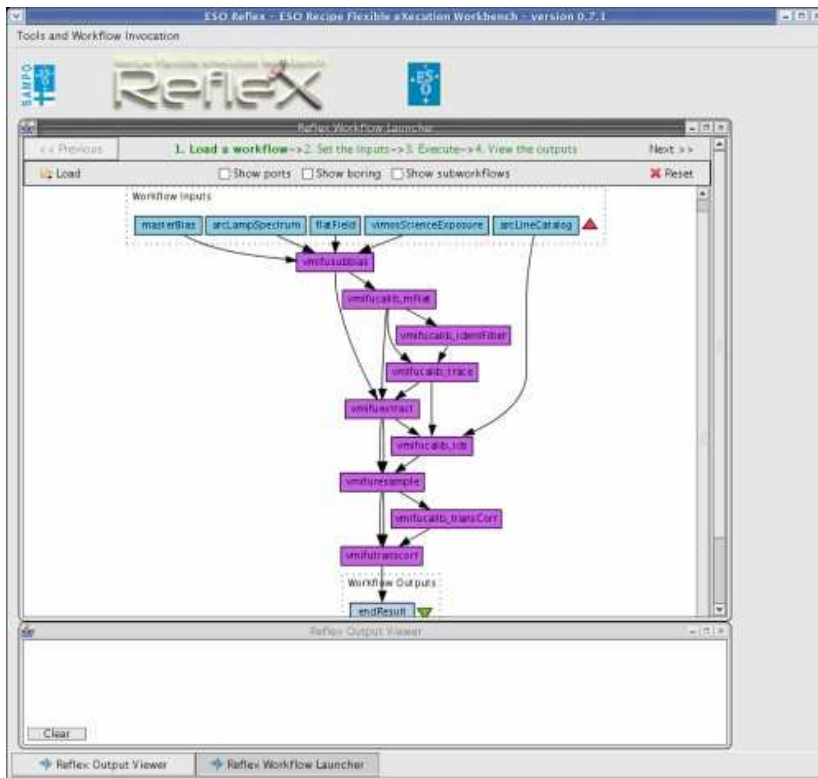 ESO Reflex - ESO Recipe Flexible eXecution Workbench - version 0.7.1
Tools and Workflow Invocation
SAMPO
RefleX
ES
O
Reflex Workflow Launcher
<< Previous 1. Load a workflow->2. Set the inputs->3. Execute->4. View the outputs Next >>
Load Show ports Show boring Show subworkflows Reset
Workflow Inputs
masterBias arcLampSpectrum flatField vimosScienceExposure arcLineCatalog
vmifusubbias
vmifucalib_mflat
vmifucalib_identFiber
vmifucalib_trace
vmifuextract
vmifucalib_ids
vmifuresample
vmifucalib_transCorr
vmifutranscorr
Workflow Outputs
endResult
Reflex Output Viewer
Clear
Reflex Output Viewer Reflex Workflow Launcher